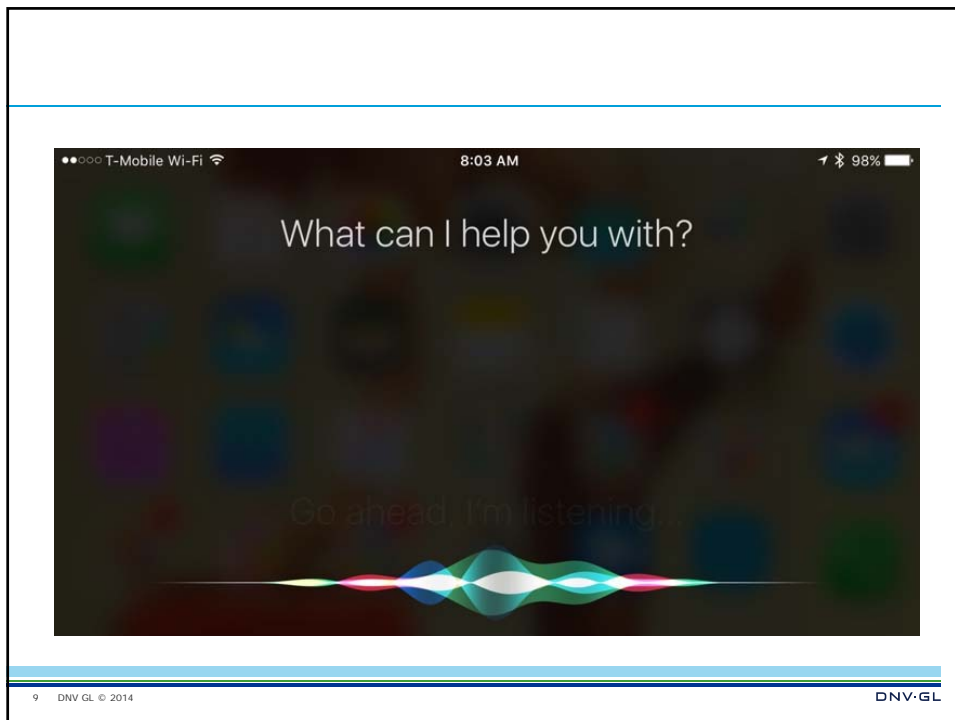 T-Mobile Wi-Fi 8:03 AM 98%
What can I help you with?
Go ahead, I'm listening...
9 DNV GL © 2014 DNV·GL